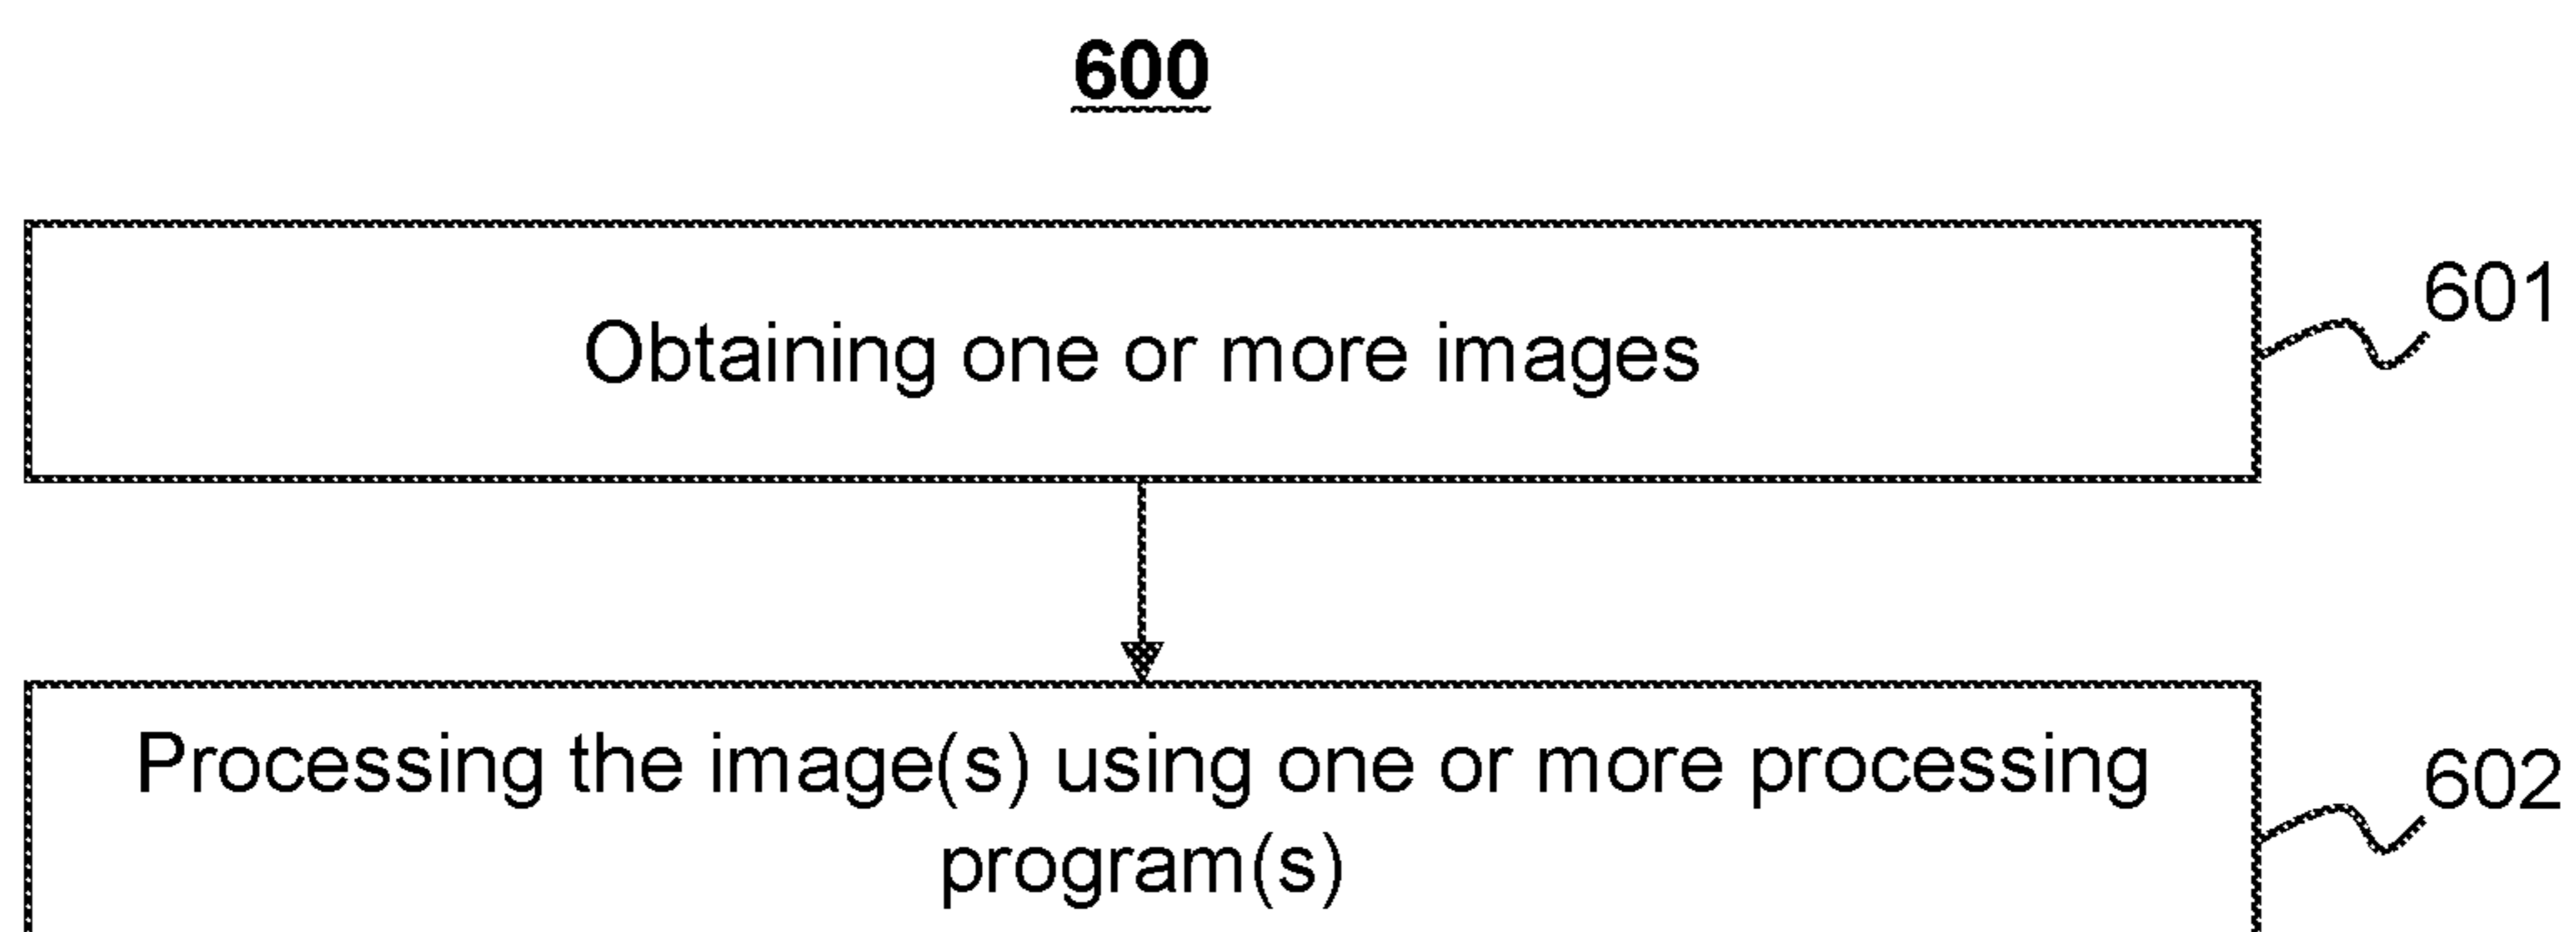 600
Obtaining one or more images
601
Processing the image(s) using one or more processing
program(s)
602